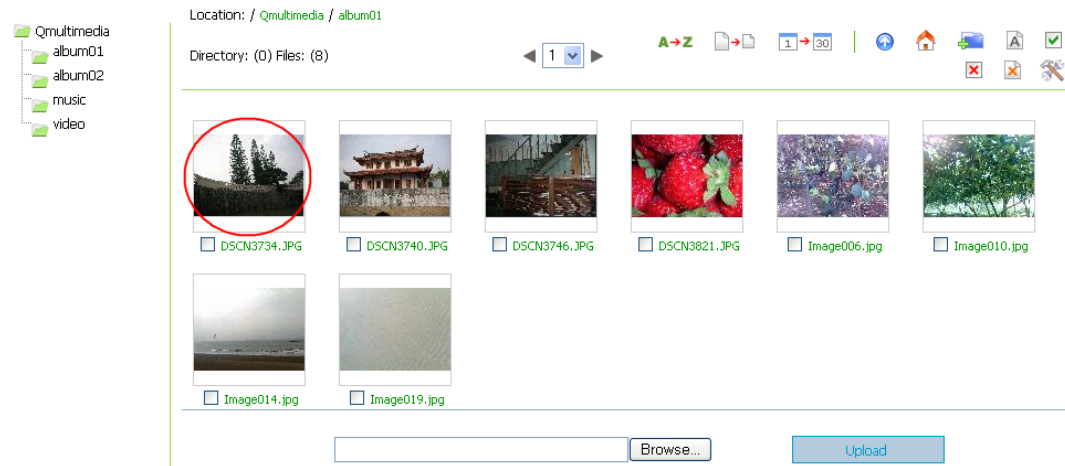 Location: / Qmultimedia / album01
Qmultimedia
album01
album02
music
video
Directory: (0) Files: (8)
1
A→Z
1→30
A
DSCN3734.JPG
DSCN3740.JPG
DSCN3746.JPG
DSCN3821.JPG
Image006.jpg
Image010.jpg
Image014.jpg
Image019.jpg
Browse...
Upload